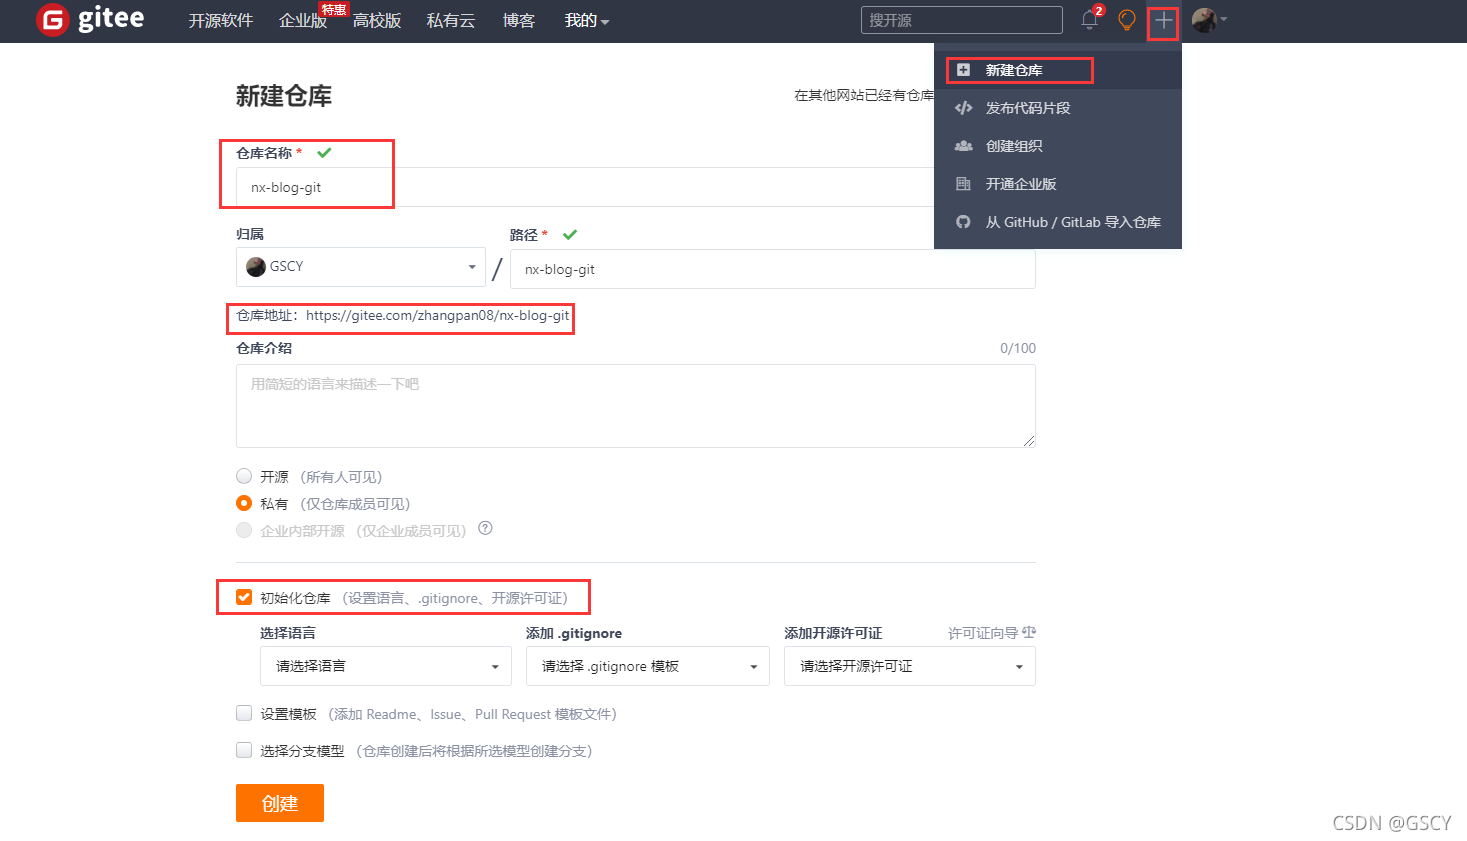 gitee
开源软件 企业版 特惠 高校版 私有云 博客 我的
搜开源
2
新建仓库
发布代码片段
创建组织
开通企业版
从 GitHub / GitLab 导入仓库
新建仓库
在其他网站已经有仓库
仓库名称 *
nx-blog-git
归属
路径 *
GSCY
/
nx-blog-git
仓库地址：https://gitee.com/zhangpan08/nx-blog-git
仓库介绍
0/100
用简短的语言来描述一下吧
开源 （所有人可见）
私有 （仅仓库成员可见）
企业内部开源 （仅企业成员可见） ?
初始化仓库 （设置语言、.gitignore、开源许可证）
选择语言
添加 .gitignore
添加开源许可证
许可证向导
请选择语言
请选择 .gitignore 模板
请选择开源许可证
设置模板 （添加 Readme、Issue、Pull Request 模板文件）
选择分支模型 （仓库创建后将根据所选模型创建分支）
创建
CSDN @GSCY